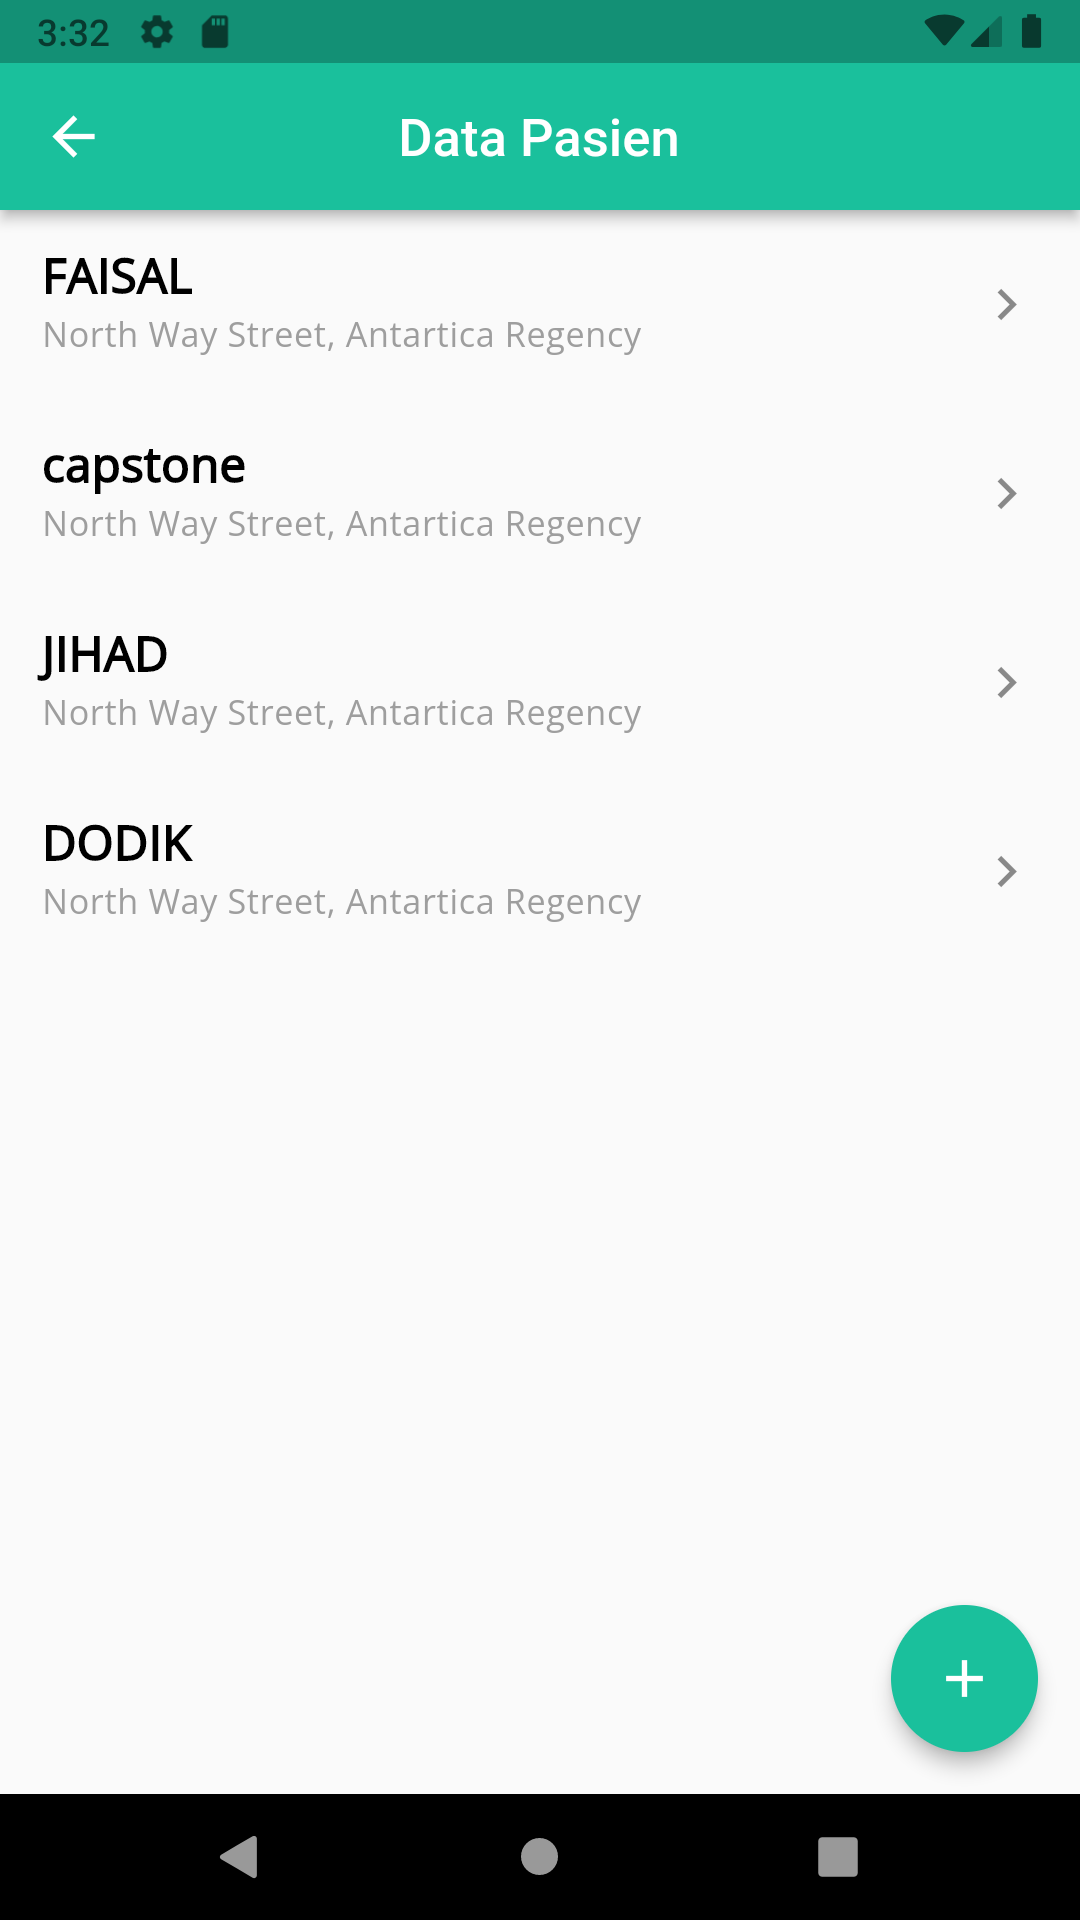 3:32
Data Pasien
FAISAL
North Way Street, Antartica Regency
capstone
North Way Street, Antartica Regency
JIHAD
North Way Street, Antartica Regency
DODIK
North Way Street, Antartica Regency